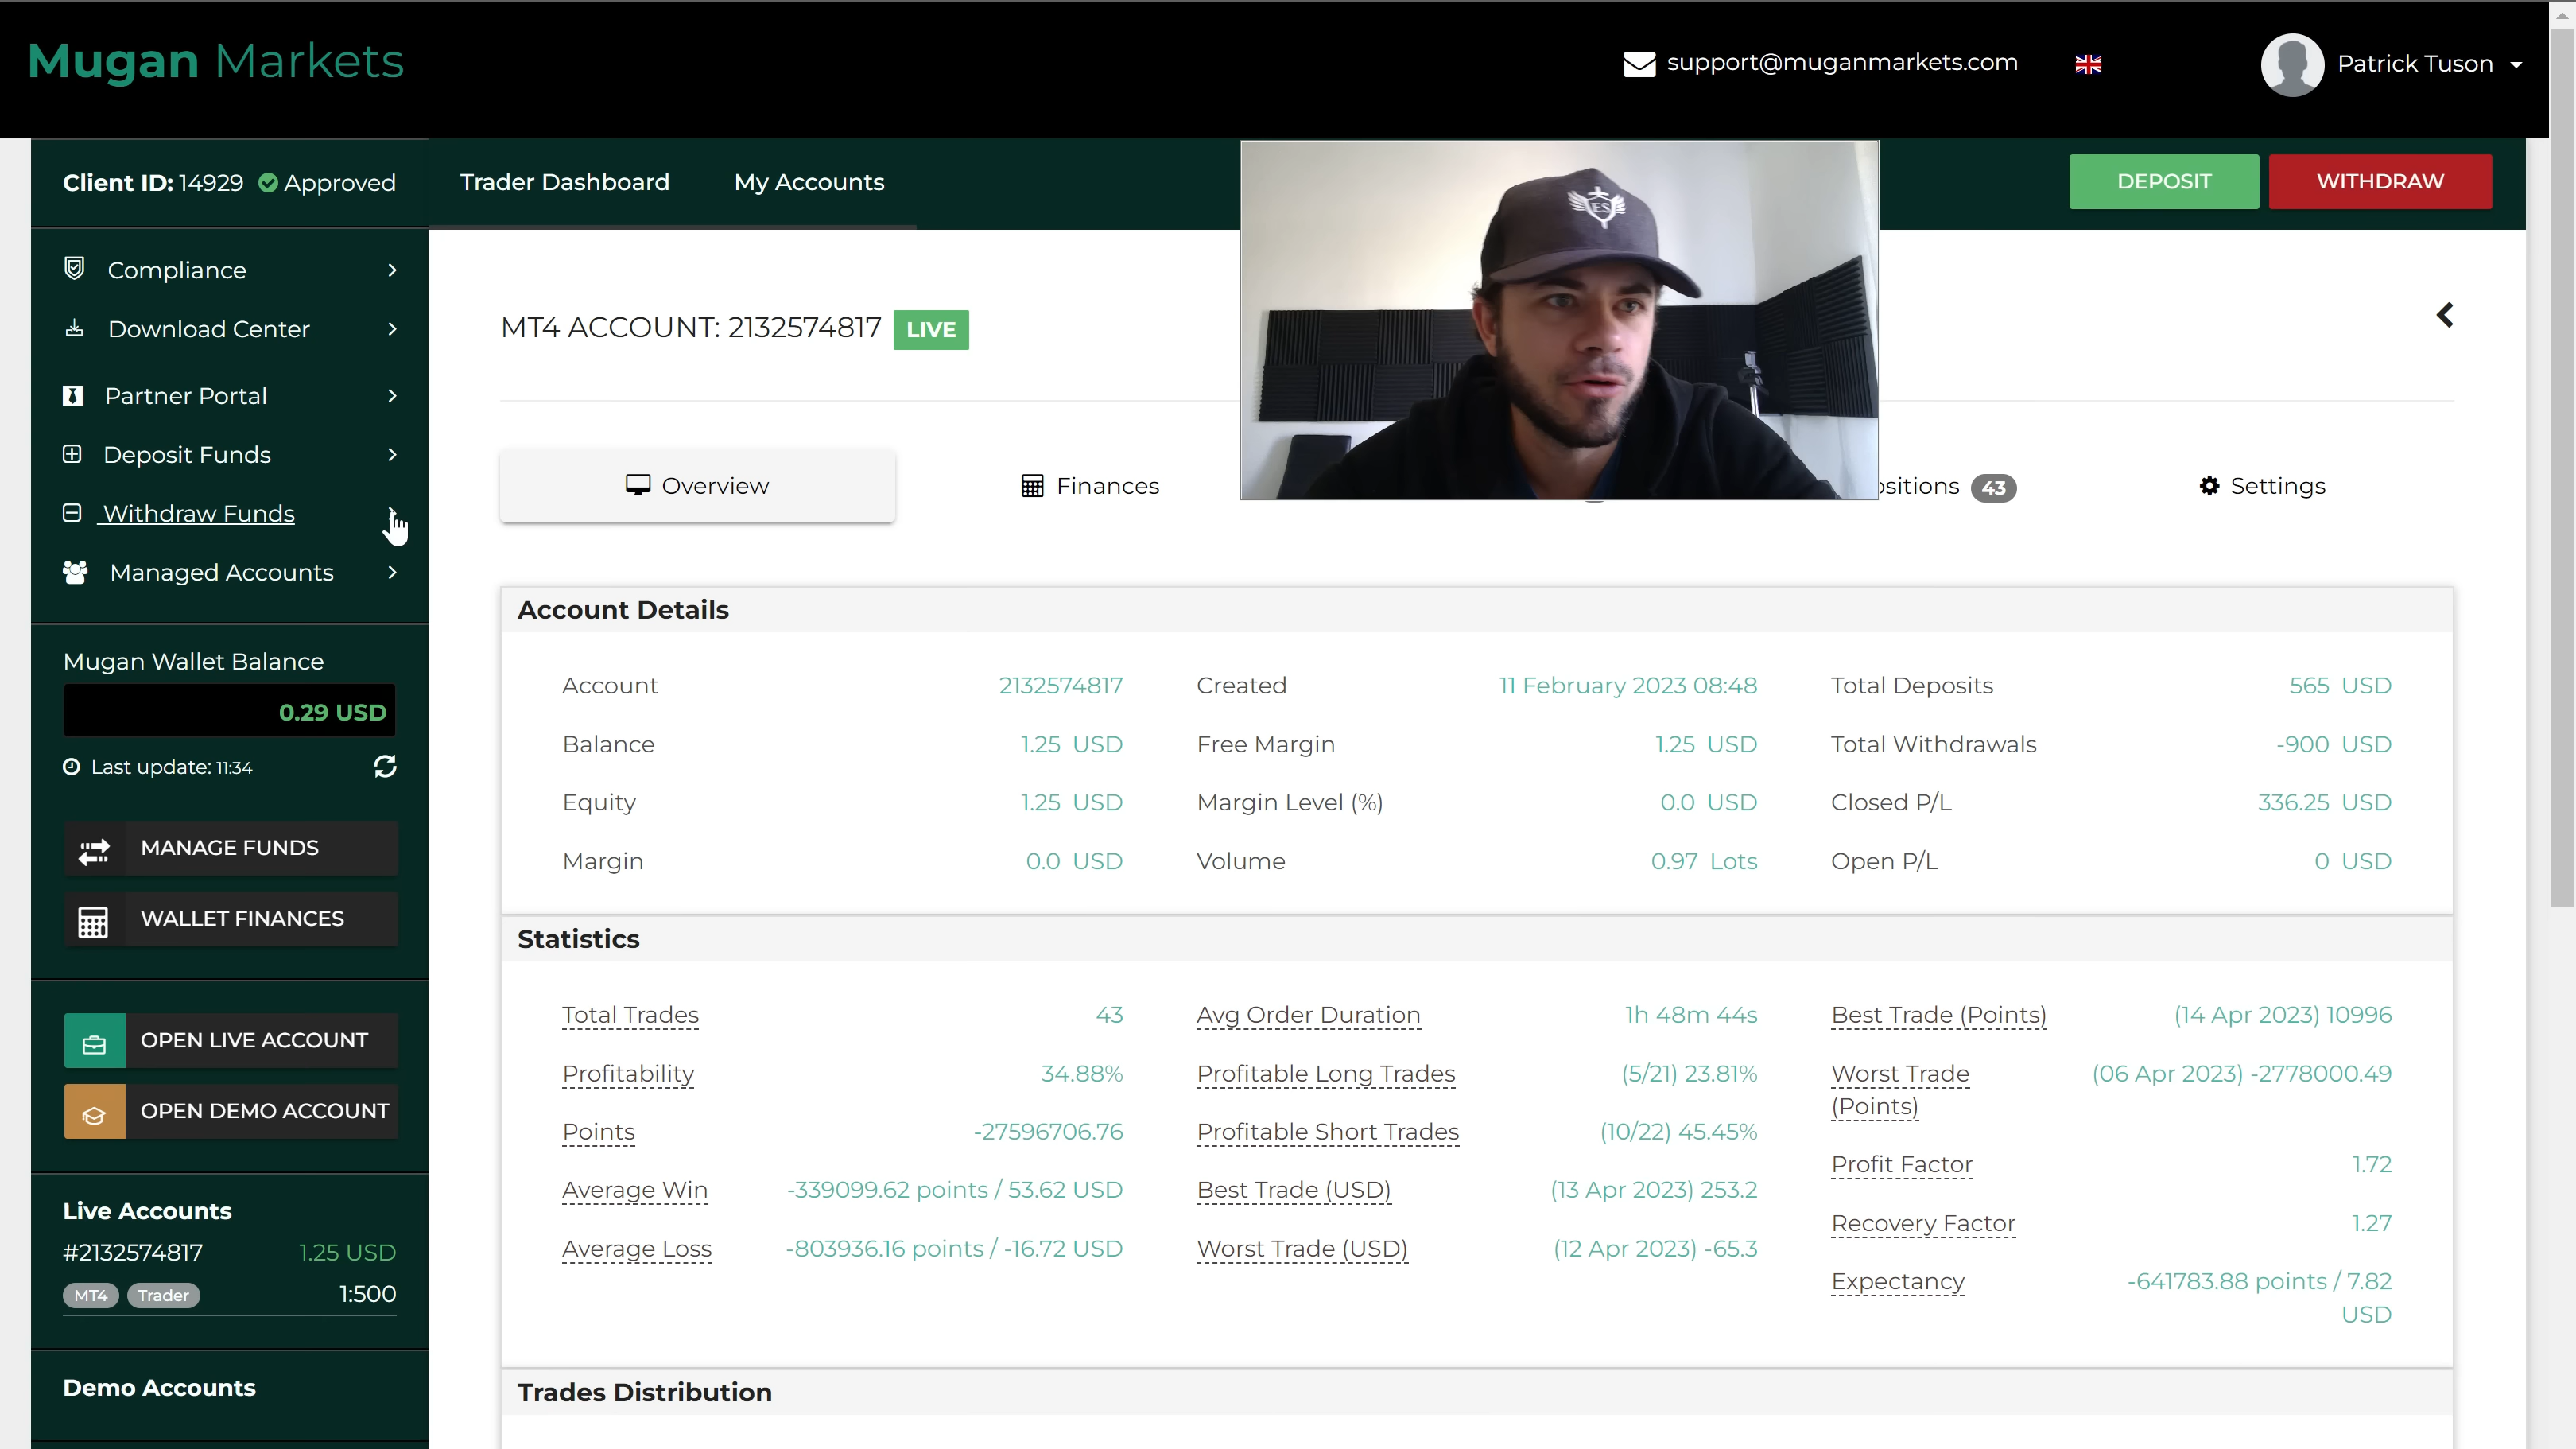 Mugan Markets
support@muganmarkets.com
Patrick Tuson
Client ID: 14929 Approved
Trader Dashboard
My Accounts
DEPOSIT
WITHDRAW
Compliance
Download Center
Partner Portal
Deposit Funds
Withdraw Funds
Managed Accounts
Mugan Wallet Balance
0.29 USD
Last update: 11:34
MANAGE FUNDS
WALLET FINANCES
OPEN LIVE ACCOUNT
OPEN DEMO ACCOUNT
Live Accounts
#2132574817 1.25 USD
MT4 Trader 1:500
Demo Accounts
MT4 ACCOUNT: 2132574817 LIVE
ES
Overview
Finances
sitions 43
Settings
Account Details
Account 2132574817 Created 11 February 2023 08:48 Total Deposits 565 USD
Balance 1.25 USD Free Margin 1.25 USD Total Withdrawals -900 USD
Equity 1.25 USD Margin Level (%) 0.0 USD Closed P/L 336.25 USD
Margin 0.0 USD Volume 0.97 Lots Open P/L 0 USD
Statistics
Total Trades 43
Profitability 34.88%
Points -27596706.76
Average Win -339099.62 points / 53.62 USD
Average Loss -803936.16 points / -16.72 USD
Avg Order Duration 1h 48m 44s
Profitable Long Trades (5/21) 23.81%
Profitable Short Trades (10/22) 45.45%
Best Trade (USD) (13 Apr 2023) 253.2
Worst Trade (USD) (12 Apr 2023) -65.3
Best Trade (Points) (14 Apr 2023) 10996
Worst Trade (06 Apr 2023) -2778000.49
(Points)
Profit Factor 1.72
Recovery Factor 1.27
Expectancy -641783.88 points / 7.82
USD
Trades Distribution